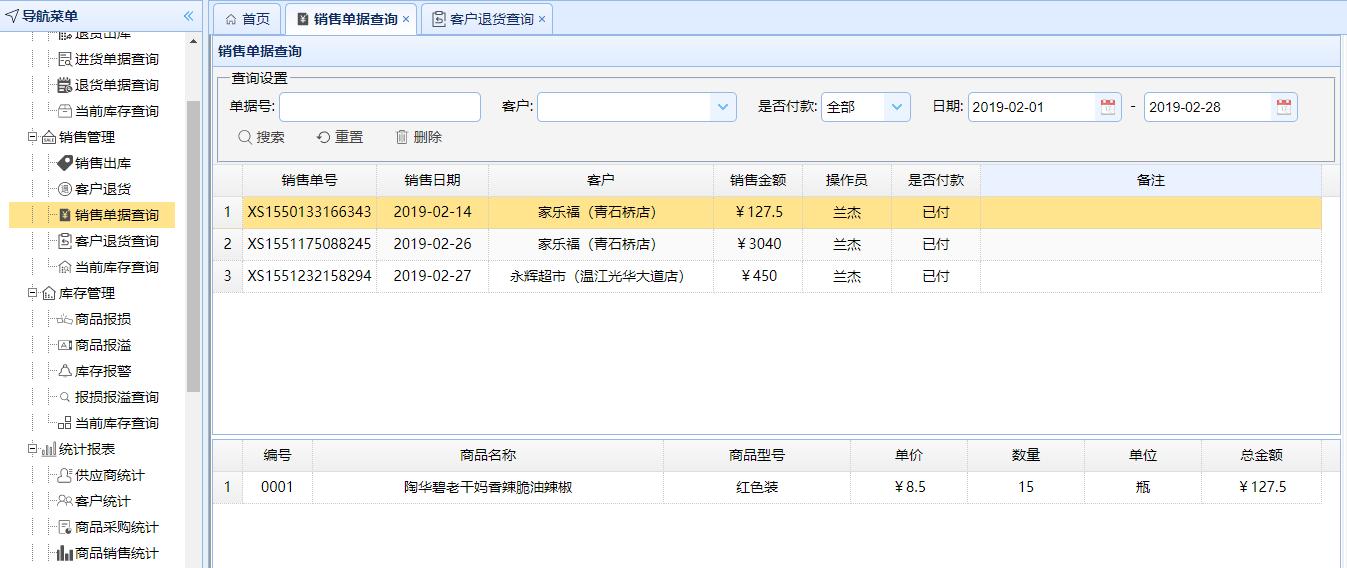 导航菜单
退货出库
进货单据查询
退货单据查询
当前库存查询
销售管理
销售出库
客户退货
销售单据查询
客户退货查询
当前库存查询
库存管理
商品报损
商品报溢
库存报警
报损报溢查询
当前库存查询
统计报表
供应商统计
客户统计
商品采购统计
商品销售统计
首页 销售单据查询 × 客户退货查询 ×
销售单据查询
查询设置
单据号: 客户: 是否付款: 全部 日期: 2019-02-01 - 2019-02-28
搜索 重置 删除
销售单号 销售日期 客户 销售金额 操作员 是否付款 备注
1 XS1550133166343 2019-02-14 家乐福（青石桥店） ￥127.5 兰杰 已付
2 XS1551175088245 2019-02-26 家乐福（青石桥店） ￥3040 兰杰 已付
3 XS1551232158294 2019-02-27 永辉超市（温江光华大道店） ￥450 兰杰 已付
编号 商品名称 商品型号 单价 数量 单位 总金额
1 0001 陶华碧老干妈香辣脆油辣椒 红色装 ￥8.5 15 瓶 ￥127.5